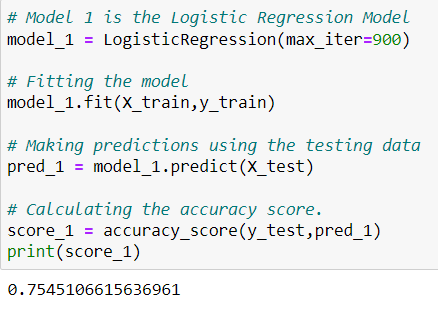 # Model 1 is the Logistic Regression Model
model_1 = LogisticRegression(max_iter=900)
# Fitting the model
model_1.fit(X_train,y_train)
# Making predictions using the testing data
pred_1 = model_1.predict(X_test)
# Calculating the accuracy score.
score_1 = accuracy_score(y_test,pred_1)
print(score_1)
0.7545106615636961